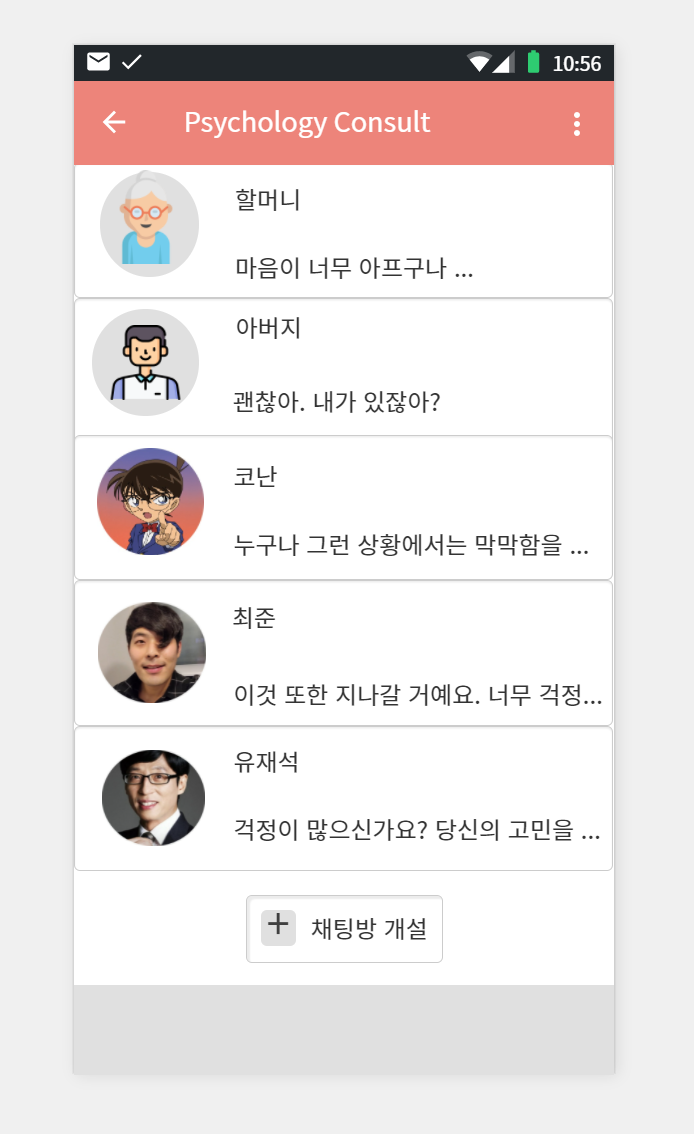 10:56
Psychology Consult
할머니
마음이 너무 아프구나 ...
아버지
괜찮아. 내가 있잖아?
코난
누구나 그런 상황에서는 막막함을 ...
최준
이것 또한 지나갈 거예요. 너무 걱정...
유재석
걱정이 많으신가요? 당신의 고민을 ...
+ 채팅방 개설